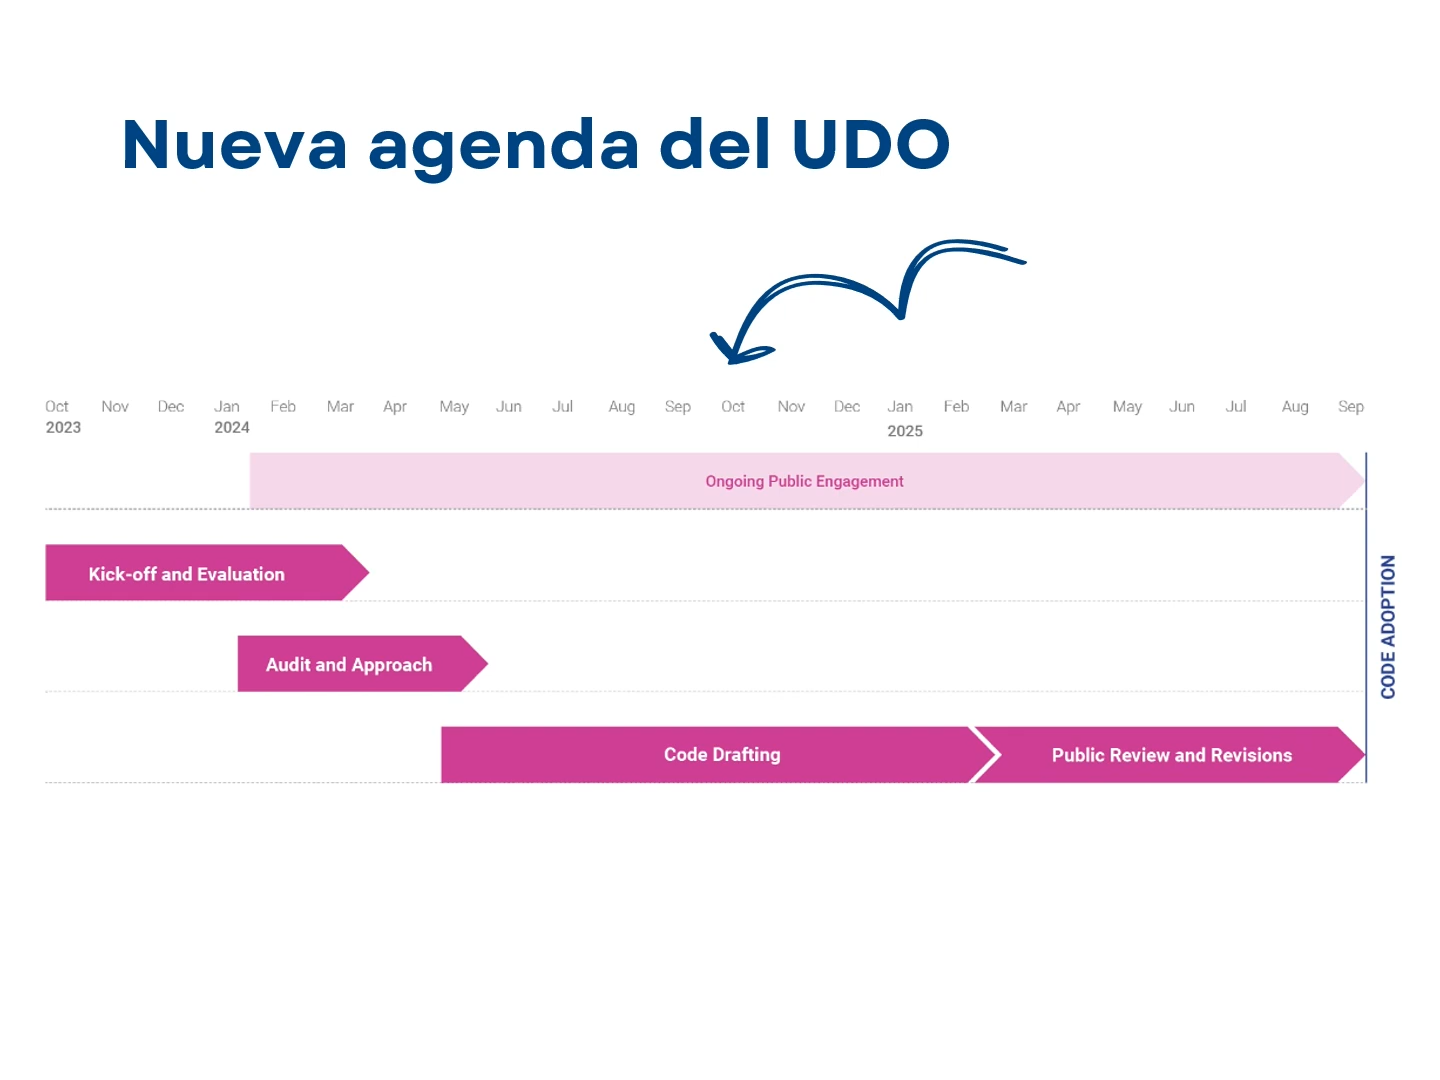 Nueva agenda del UDO
Oct Nov Dec Jan Feb Mar Apr May Jun Jul Aug Sep Oct Nov Dec Jan Feb Mar Apr May Jun Jul Aug Sep
2023 2024 2025
Ongoing Public Engagement
Kick-off and Evaluation
Audit and Approach
Code Drafting Public Review and Revisions
CODE ADOPTION